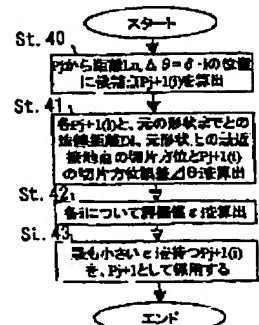 スタート
St.40
Pjから距離Ln,Δθ=δ·iの位置
に候補点Pj+1(i)を算出
St.41
各Pj+1(i)と、元の形状までとの
距離Di、元形状上の最近
の切片方位とPj+1(i)
の切片方位誤差⊿θiを算出
St.42
各iについて評価値εiを算出
St.43
最も小さいεiを持つPj+1(i)
を、Pj+1として採用する
エンド